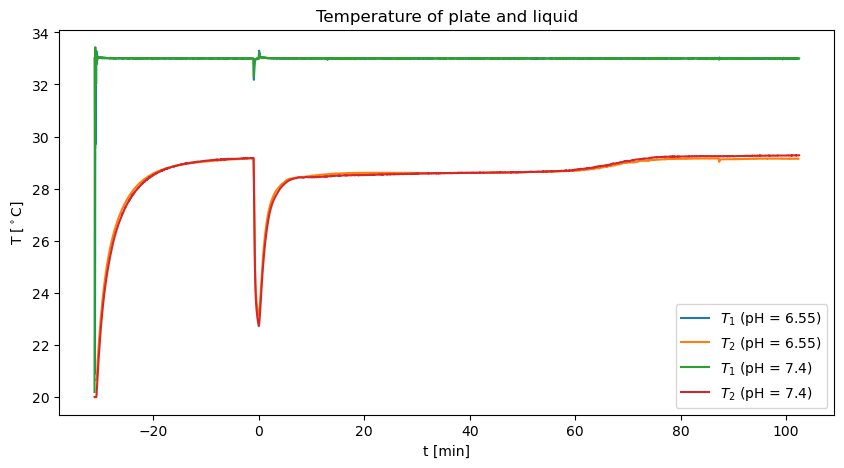 Temperature of plate and liquid
T [°C]
34
32
30
28
26
24
22
20
−20
0
20
40
60
80
100
t [min]
T₁ (pH = 6.55)
T₂ (pH = 6.55)
T₁ (pH = 7.4)
T₂ (pH = 7.4)